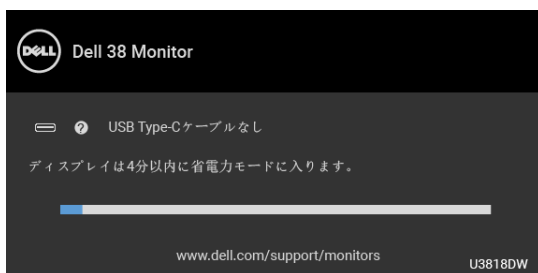 DELL
Dell 38 Monitor
USB Type-Cケーブルなし
ディスプレイは4分以内に省電力モードに入ります。
www.dell.com/support/monitors
U3818DW